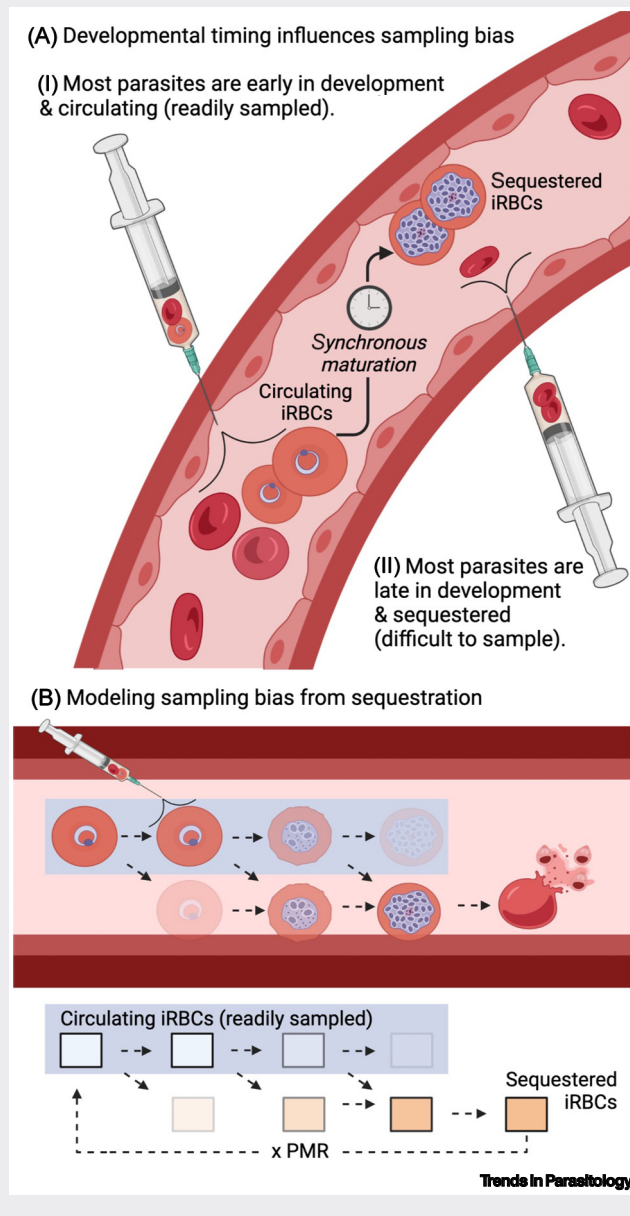 (A) Developmental timing influences sampling bias
(I) Most parasites are early in development
& circulating (readily sampled).
Sequestered
iRBCs
Synchronous
maturation
Circulating
iRBCs
(II) Most parasites are
late in development
& sequestered
(difficult to sample).
(B) Modeling sampling bias from sequestration
Circulating iRBCs (readily sampled)
Sequestered
iRBCs
x PMR
Trends in Parasitology